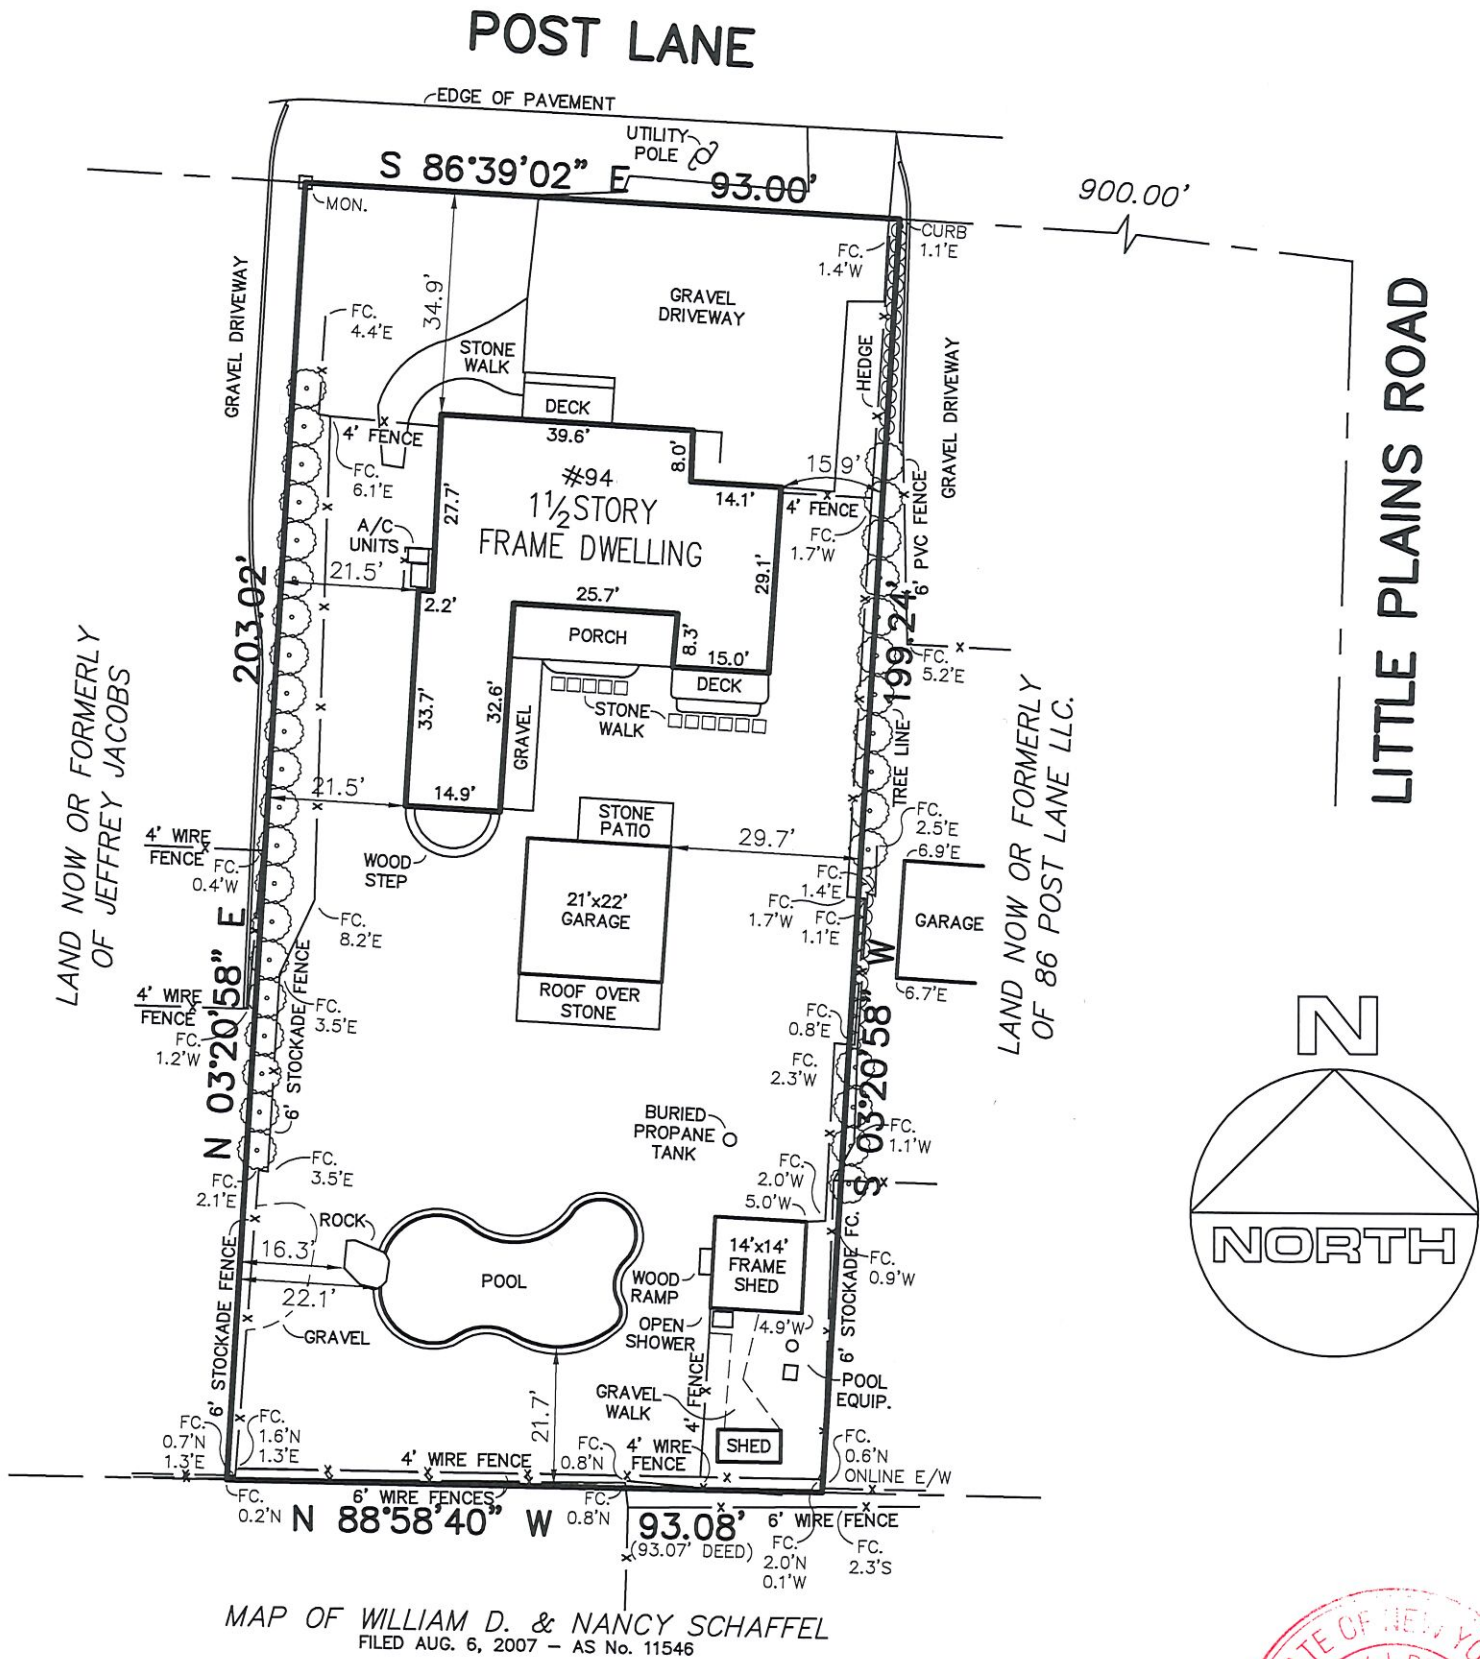 POST LANE
EDGE OF PAVEMENT
UTILITY
POLE
S 86°39'02" E
93.00'
900.00'
MON.
CURB
1.1'E
FC.
1.4'W
GRAVEL DRIVEWAY
34.9'
GRAVEL
DRIVEWAY
FC.
4.4'E
STONE
WALK
HEDGE
GRAVEL DRIVEWAY
LITTLE PLAINS ROAD
DECK
39.6'
4' FENCE
8.0'
15.9'
FC.
6.1'E
#94
1½ STORY
FRAME DWELLING
14.1'
4' FENCE
27.7'
A/C
UNITS
FC.
1.7'W
6' PVC FENCE
21.5'
2.2'
25.7'
29.1'
203.02'
199.24'
PORCH
8.3'
15.0'
FC.
5.2'E
DECK
33.7'
32.6'
STONE
WALK
GRAVEL
LAND NOW OR FORMERLY
OF JEFFREY JACOBS
LAND NOW OR FORMERLY
OF 86 POST LANE LLC.
TREE LINE
21.5'
14.9'
STONE
PATIO
FC.
2.5'E
4' WIRE
FENCE
29.7'
6.9'E
WOOD
STEP
FC.
0.4'W
FC.
1.4'E
21'x22'
GARAGE
FC.
1.7'W
FC.
1.1'E
GARAGE
FC.
8.2'E
N 03°20'58" E
S 03°20'58" W
4' WIRE
FENCE
6' STOCKADE FENCE
FC.
3.5'E
ROOF OVER
STONE
6.7'E
FC.
0.8'E
FC.
1.2'W
FC.
2.3'W
N
BURIED
PROPANE
TANK
FC.
1.1'W
FC.
3.5'E
FC.
2.1'E
FC.
2.0'W
5.0'W
ROCK
16.3'
NORTH
POOL
14'x14'
FRAME
SHED
FC.
0.9'W
WOOD
RAMP
22.1'
6' STOCKADE FENCE
6' STOCKADE FC.
GRAVEL
OPEN
SHOWER
4.9'W
POOL
EQUIP.
21.7'
4' FENCE
GRAVEL
WALK
FC.
0.7'N
1.3'E
FC.
1.6'N
1.3'E
SHED
FC.
0.6'N
ONLINE E/W
4' WIRE FENCE
FC.
0.8'N
4' WIRE
FENCE
6' WIRE FENCES
FC.
0.2'N
FC.
0.8'N
N 88°58'40" W
93.08'
(93.07' DEED)
6' WIRE FENCE
FC.
2.0'N
0.1'W
FC.
2.3'S
MAP OF WILLIAM D. & NANCY SCHAFFEL
FILED AUG. 6, 2007 – AS No. 11546
OF NEW